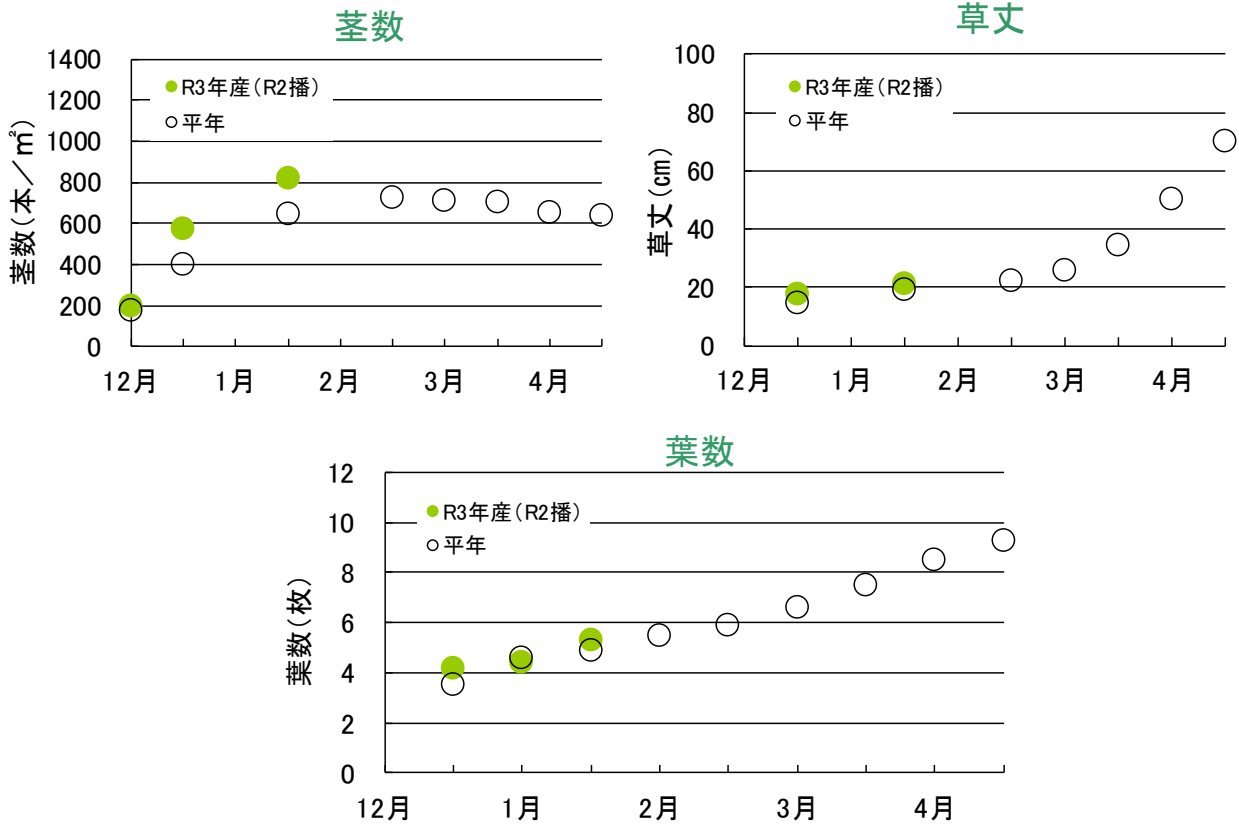 茎数
1400
1200
1000
800
600
400
200
0
茎数(本/㎡)
●R3年産(R2播)
○平年
12月 1月 2月 3月 4月
草丈
100
80
60
40
20
0
草丈(㎝)
●R3年産(R2播)
○平年
12月 1月 2月 3月 4月
葉数
12
10
8
6
4
2
0
葉数(枚)
●R3年産(R2播)
○平年
12月 1月 2月 3月 4月